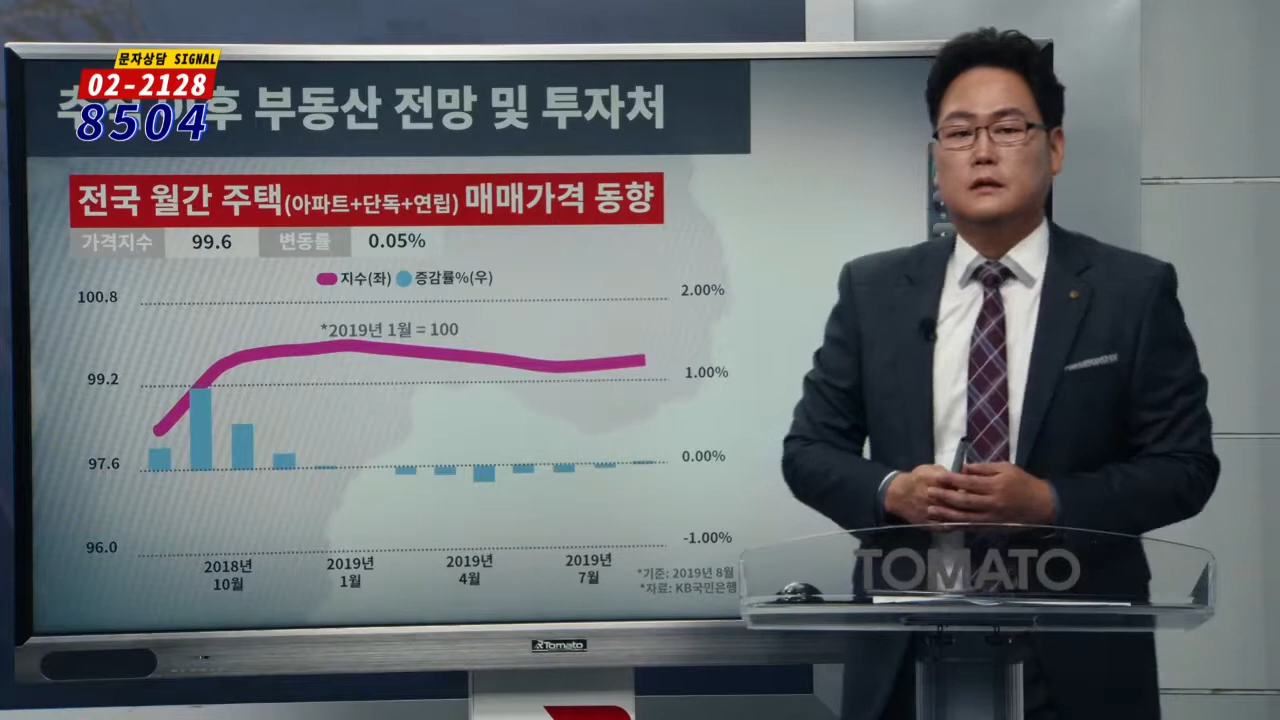 문자상담 SIGNAL
02-2128
8504
후 부동산 전망 및 투자처
전국 월간 주택(아파트+단독+연립) 매매가격 동향
가격지수 99.6 변동률 0.05%
지수(좌) 증감률%(우)
100.8 2.00%
*2019년 1월 = 100
99.2 1.00%
97.6 0.00%
96.0 -1.00%
2018년 10월
2019년 1월
2019년 4월
2019년 7월
*기준: 2019년 8월
*자료: KB국민은행
Tomato
TOMATO